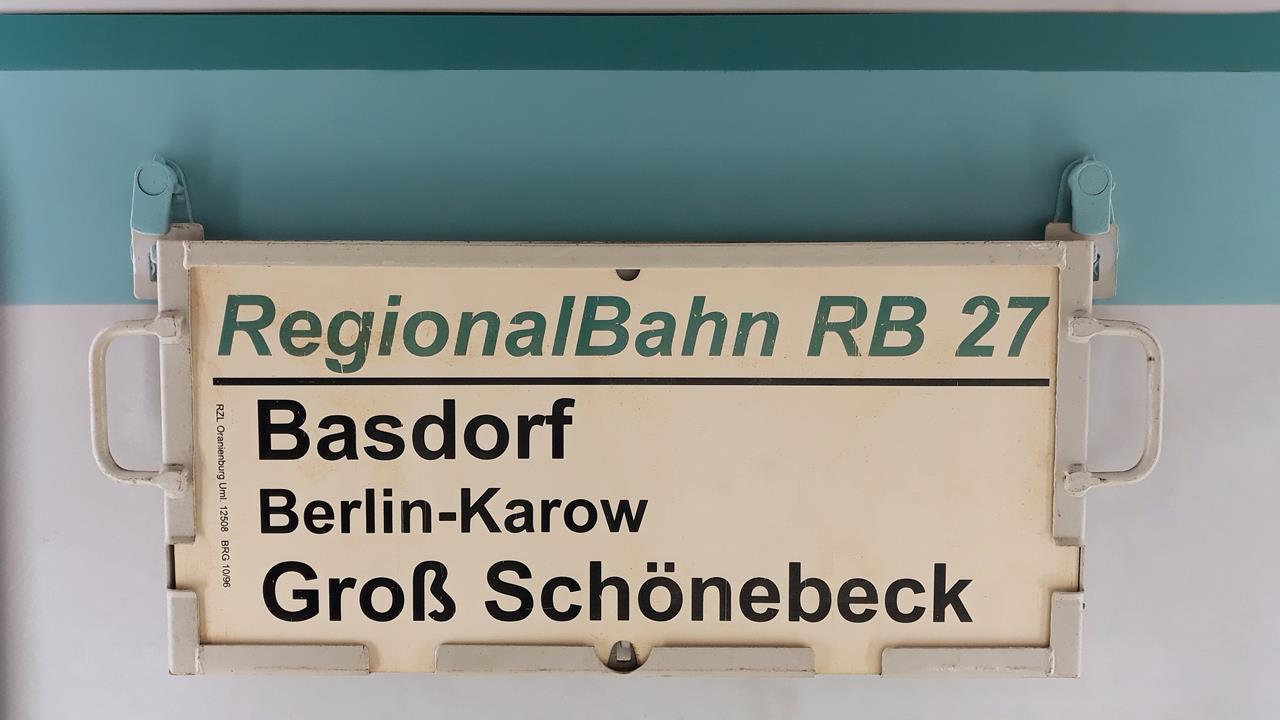 RegionalBahn RB 27
Basdorf
Berlin-Karow
Groß Schönebeck
RZL Oranienburg Uml. 12508 BRG 10/96